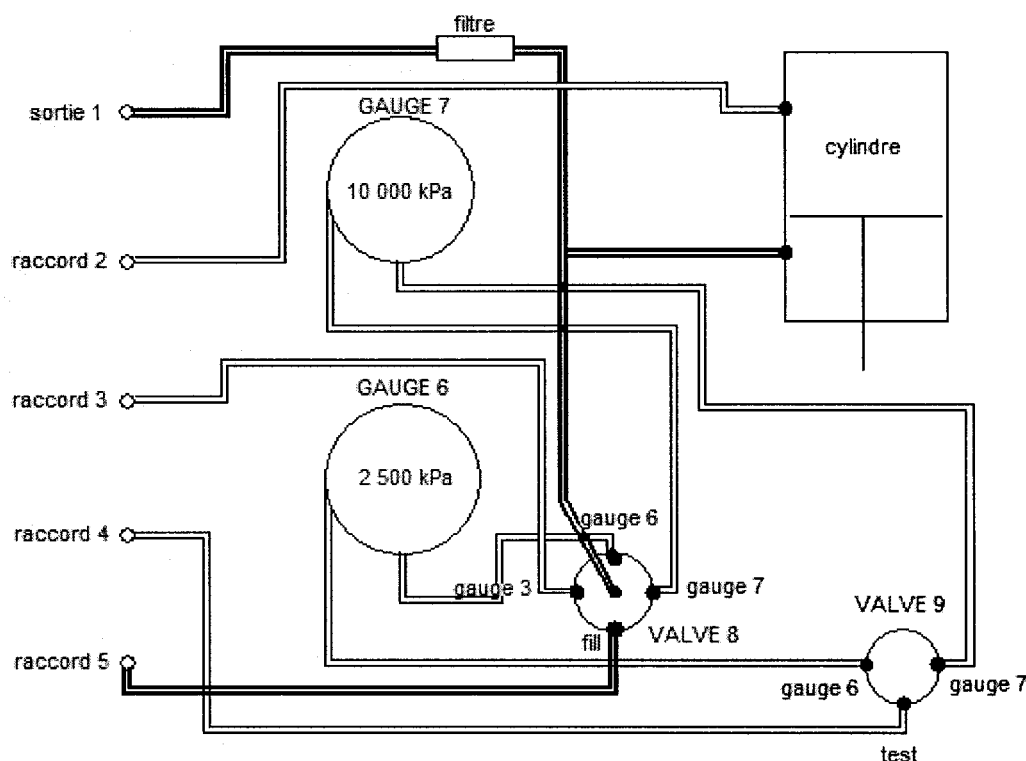 filtre
sortie 1
GAUGE 7
cylindre
10 000 kPa
raccord 2
GAUGE 6
raccord 3
2 500 kPa
gauge 6
raccord 4
gauge 3
gauge 7
VALVE 9
fill
VALVE 8
raccord 5
gauge 6
gauge 7
test